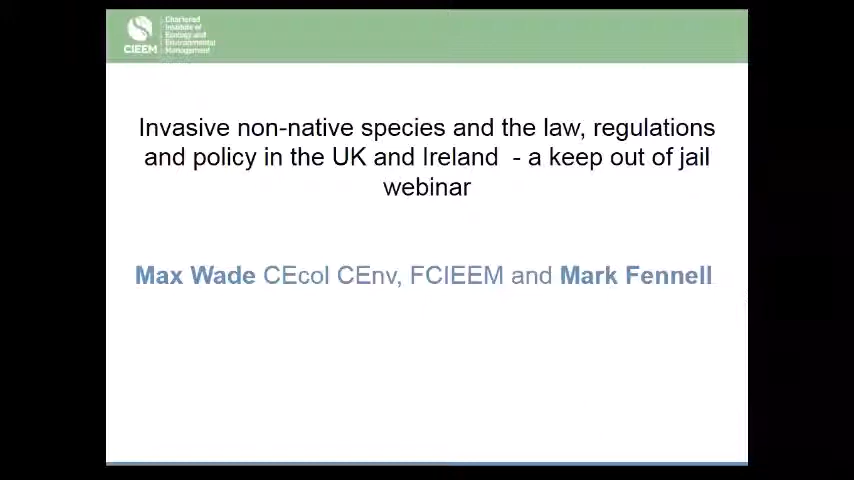 CIEEM
Chartered
Institute of
Ecology and
Environmental
Management
Invasive non-native species and the law, regulations
and policy in the UK and Ireland - a keep out of jail
webinar
Max Wade CEcol CEnv, FCIEEM and Mark Fennell